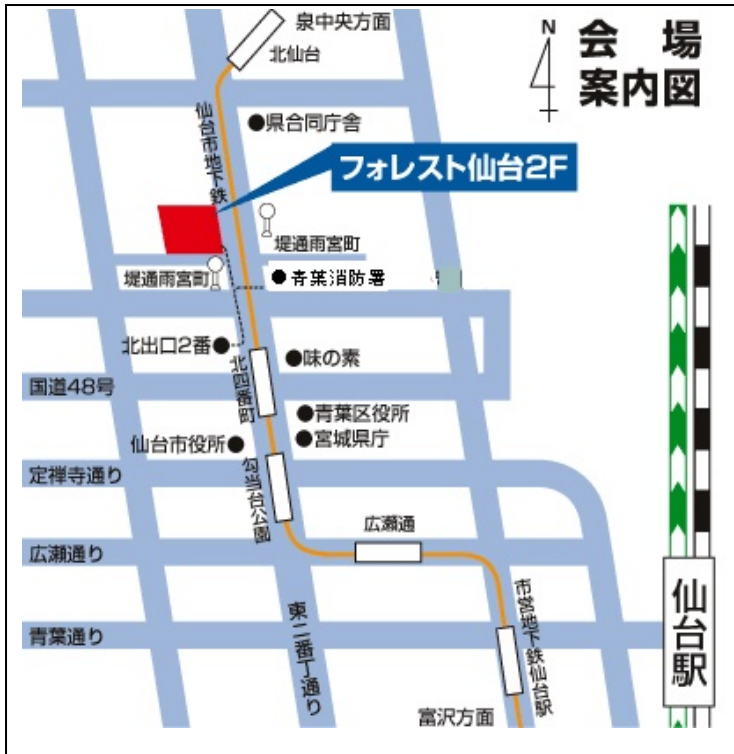 会場
案内図
N
泉中央方面
北仙台
仙台市地下鉄
●県合同庁舎
フォレスト仙台2F
堤通雨宮町
堤通雨宮町
●青葉消防署
北出口2番●
北四番町
●味の素
国道48号
●青葉区役所
仙台市役所●
●宮城県庁
定禅寺通り
勾当台公園
広瀬通
広瀬通り
青葉通り
東二番丁通り
市営地下鉄仙台駅
仙台駅
富沢方面